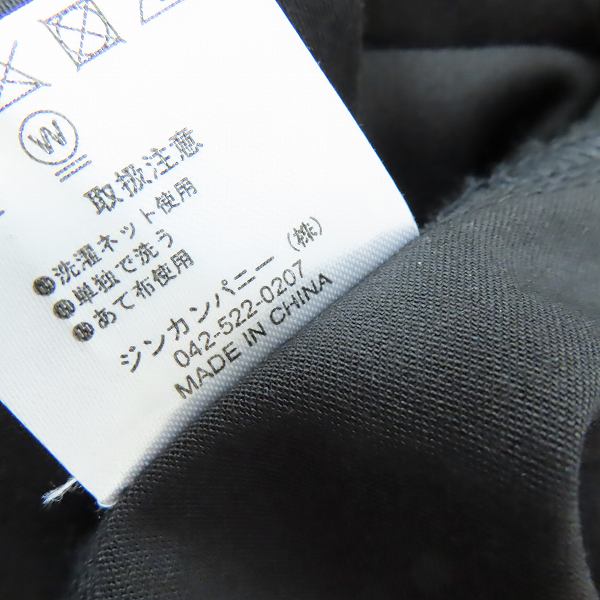 W
取扱注意
●洗濯ネット使用
●単独で洗う
●あて布使用
ジンカンパニー(株)
042-522-0207
MADE IN CHINA